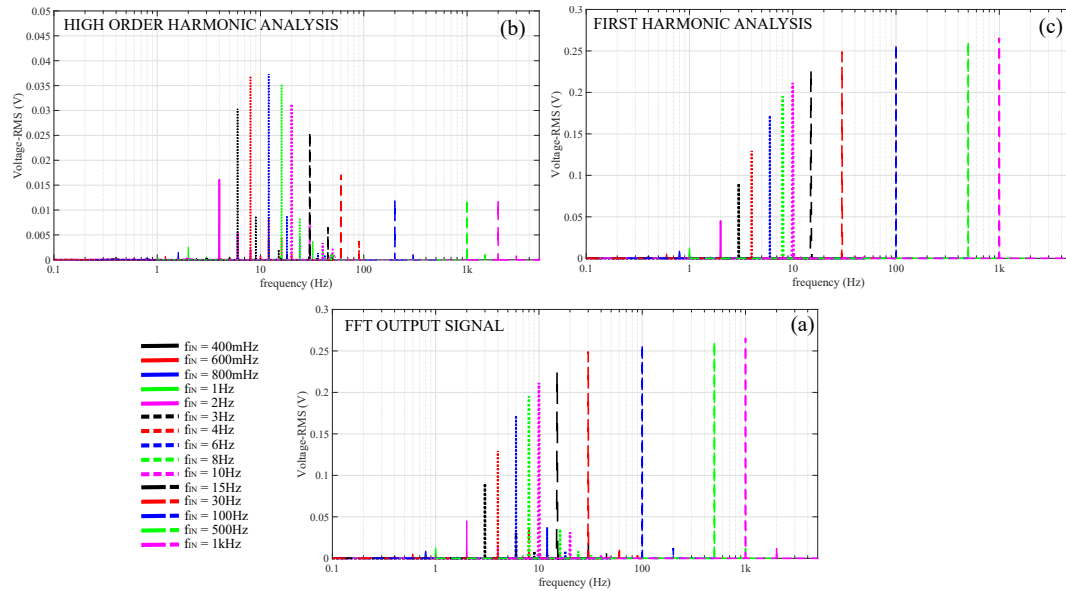 HIGH ORDER HARMONIC ANALYSIS
(b)
0.05
0.045
0.04
0.035
0.03
0.025
0.02
0.015
0.01
0.005
0
Voltage-RMS (V)
0.1 1 10 100 1k
frequency (Hz)
FIRST HARMONIC ANALYSIS
(c)
0.3
0.25
0.2
0.15
0.1
0.05
0
Voltage-RMS (V)
0.1 1 10 100 1k
frequency (Hz)
FFT OUTPUT SIGNAL
(a)
0.3
0.25
0.2
0.15
0.1
0.05
0
Voltage-RMS (V)
0.1 1 10 100 1k
frequency (Hz)
fIN = 400mHz
fIN = 600mHz
fIN = 800mHz
fIN = 1Hz
fIN = 2Hz
fIN = 3Hz
fIN = 4Hz
fIN = 6Hz
fIN = 8Hz
fIN = 10Hz
fIN = 15Hz
fIN = 30Hz
fIN = 100Hz
fIN = 500Hz
fIN = 1kHz